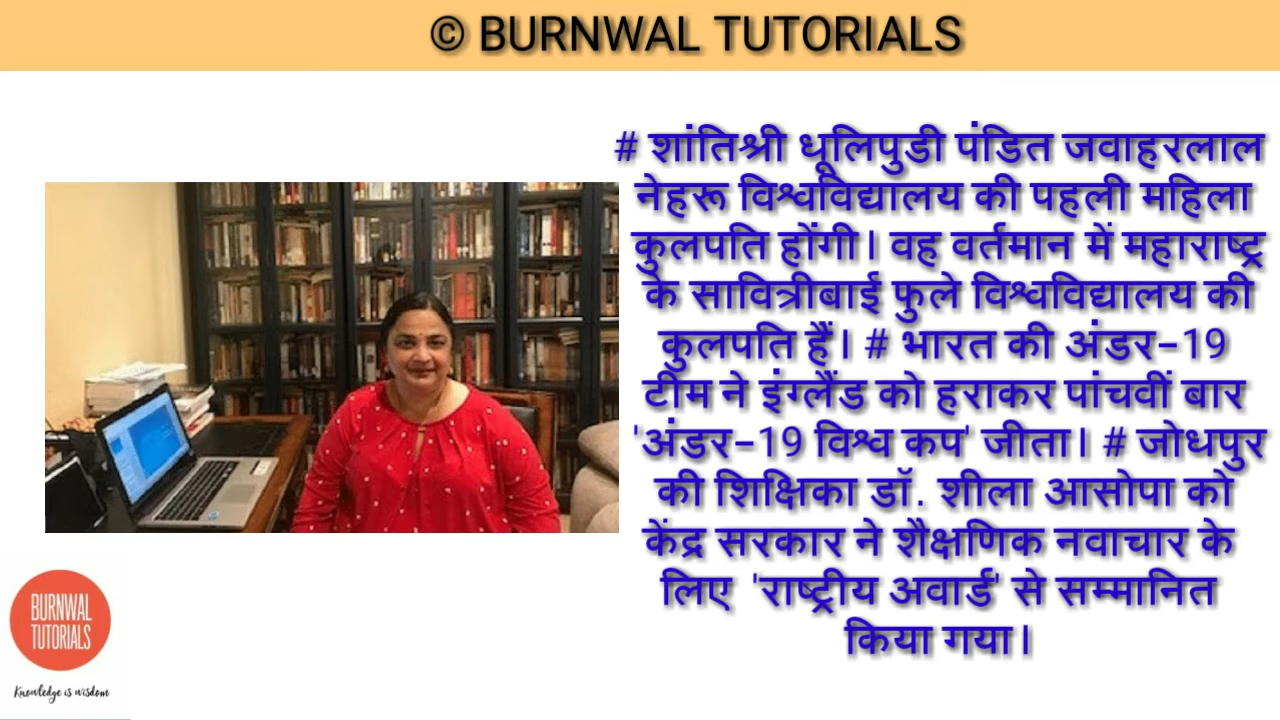 © BURNWAL TUTORIALS
# शांतिश्री धूलिपुडी पंडित जवाहरलाल
नेहरू विश्वविद्यालय की पहली महिला
कुलपति होंगी। वह वर्तमान में महाराष्ट्र
के सावित्रीबाई फुले विश्वविद्यालय की
कुलपति हैं। # भारत की अंडर-19
टीम ने इंग्लैंड को हराकर पांचवीं बार
'अंडर-19 विश्व कप' जीता। # जोधपुर
की शिक्षिका डॉ. शीला आसोपा को
केंद्र सरकार ने शैक्षणिक नवाचार के
लिए 'राष्ट्रीय अवार्ड' से सम्मानित
किया गया।
BURNWAL
TUTORIALS
Knowledge is wisdom